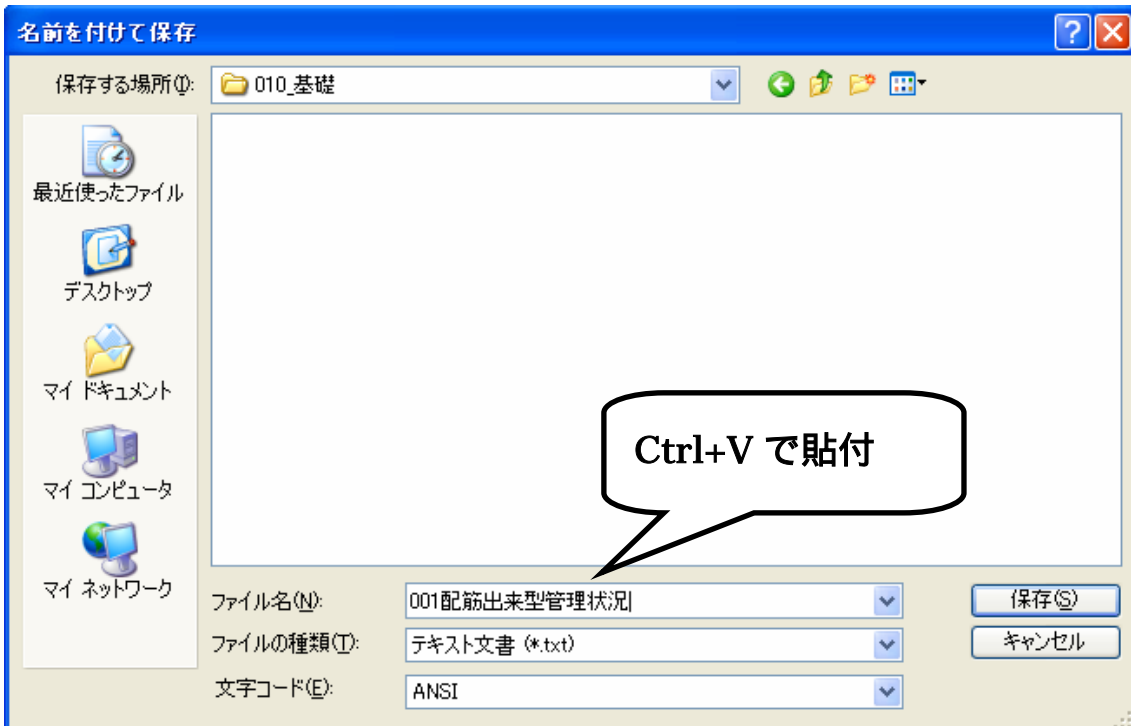 名前を付けて保存
保存する場所(I):
010_基礎
最近使ったファイル
デスクトップ
マイ ドキュメント
マイ コンピュータ
マイ ネットワーク
Ctrl+V で貼付
ファイル名(N):
001配筋出来型管理状況
保存(S)
ファイルの種類(T):
テキスト文書 (*.txt)
キャンセル
文字コード(E):
ANSI